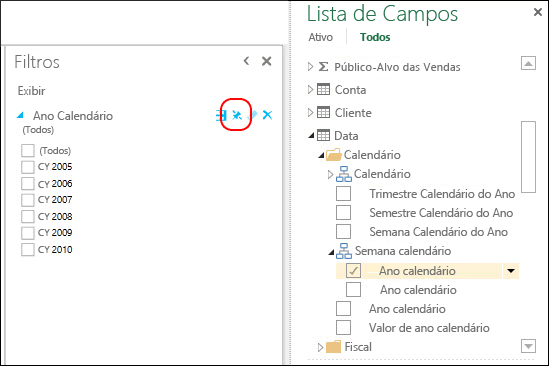 Filtros
Exibir
Ano Calendário
(Todos)
(Todos)
CY 2005
CY 2006
CY 2007
CY 2008
CY 2009
CY 2010
Lista de Campos
Ativo Todos
Σ Público-Alvo das Vendas
Conta
Cliente
Data
Calendário
Calendário
Trimestre Calendário do Ano
Semestre Calendário do Ano
Semana Calendário do Ano
Semana calendário
Ano calendário
Ano calendário
Ano calendário
Valor de ano calendário
Fiscal